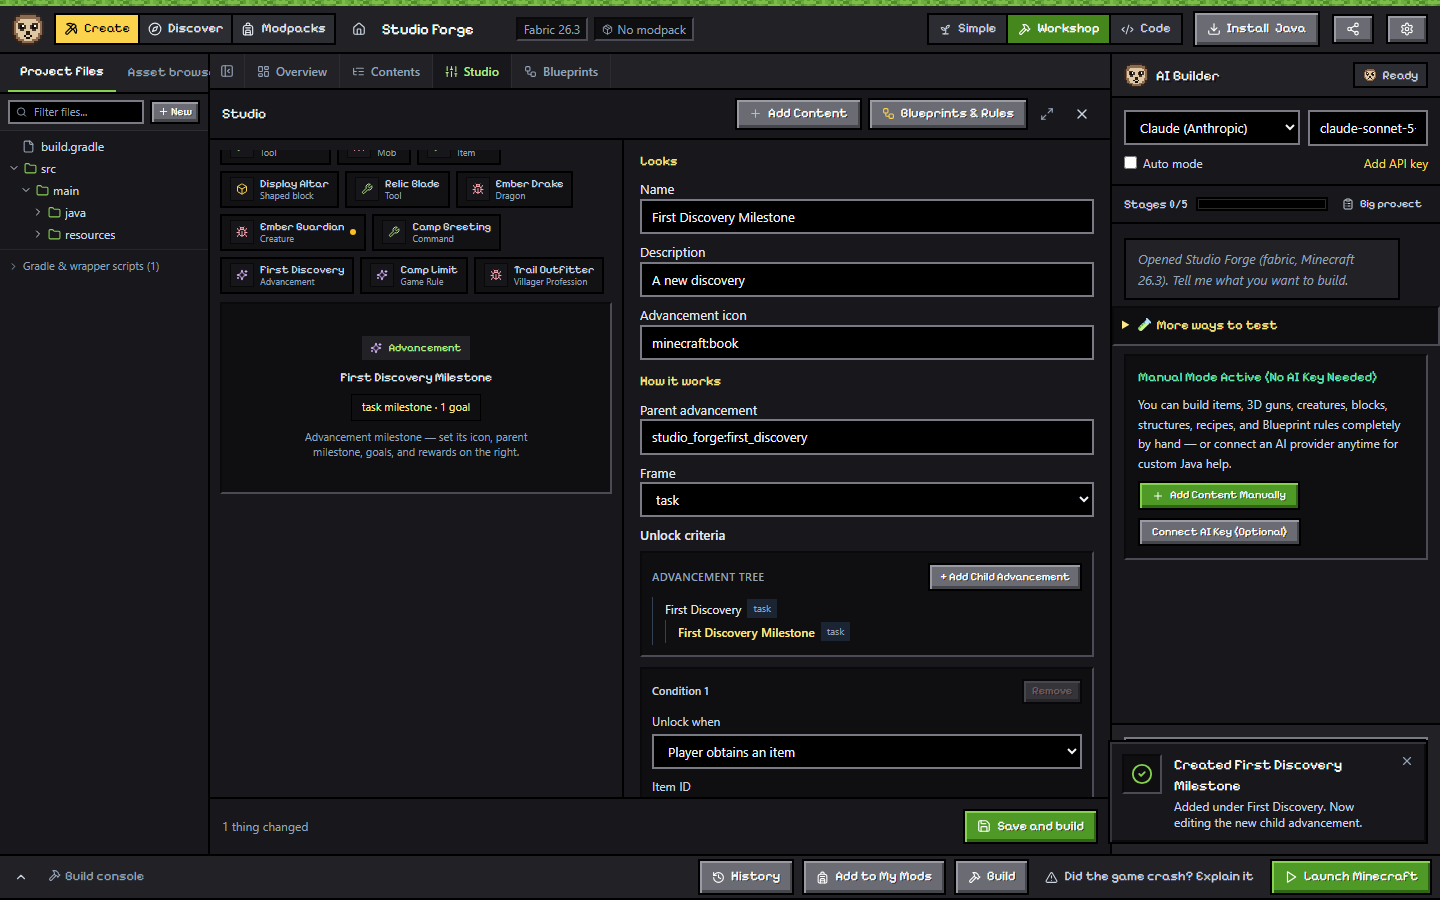 Create
Discover
Modpacks
Studio Forge
Fabric 26.3
No modpack
Simple
Workshop
Code
Install Java
Project files
Asset brows
Overview
Contents
Studio
Blueprints
AI Builder
Ready
Filter files...
+ New
build.gradle
src
main
java
resources
Gradle & wrapper scripts (1)
Studio
+ Add Content
Blueprints & Rules
Tool
Mob
Item
Display Altar
Shaped block
Relic Blade
Tool
Ember Drake
Dragon
Ember Guardian
Creature
Camp Greeting
Command
First Discovery
Advancement
Camp Limit
Game Rule
Trail Outfitter
Villager Profession
Advancement
First Discovery Milestone
task milestone · 1 goal
Advancement milestone — set its icon, parent
milestone, goals, and rewards on the right.
Looks
Name
First Discovery Milestone
Description
A new discovery
Advancement icon
minecraft:book
How it works
Parent advancement
studio_forge:first_discovery
Frame
task
Unlock criteria
ADVANCEMENT TREE
+ Add Child Advancement
First Discovery task
First Discovery Milestone task
Condition 1
Remove
Unlock when
Player obtains an item
Item ID
Claude (Anthropic)
claude-sonnet-5-
Auto mode
Add API key
Stages 0/5
Big project
Opened Studio Forge (fabric, Minecraft
26.3). Tell me what you want to build.
More ways to test
Manual Mode Active (No AI Key Needed)
You can build items, 3D guns, creatures, blocks,
structures, recipes, and Blueprint rules completely
by hand — or connect an AI provider anytime for
custom Java help.
+ Add Content Manually
Connect AI Key (Optional)
Created First Discovery
Milestone
Added under First Discovery. Now
editing the new child advancement.
1 thing changed
Save and build
Build console
History
Add to My Mods
Build
Did the game crash? Explain it
Launch Minecraft